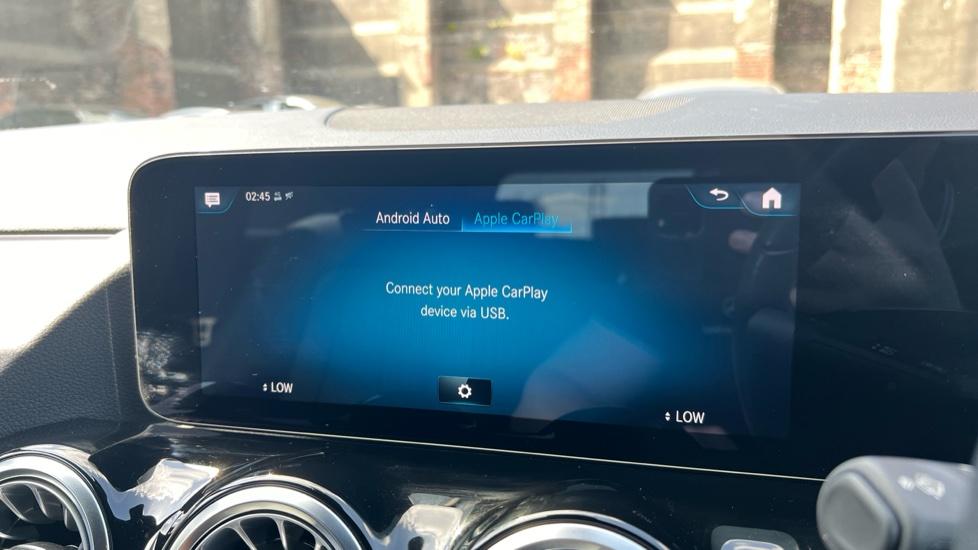 02:45
Android Auto Apple CarPlay
Connect your Apple CarPlay
device via USB.
LOW
LOW